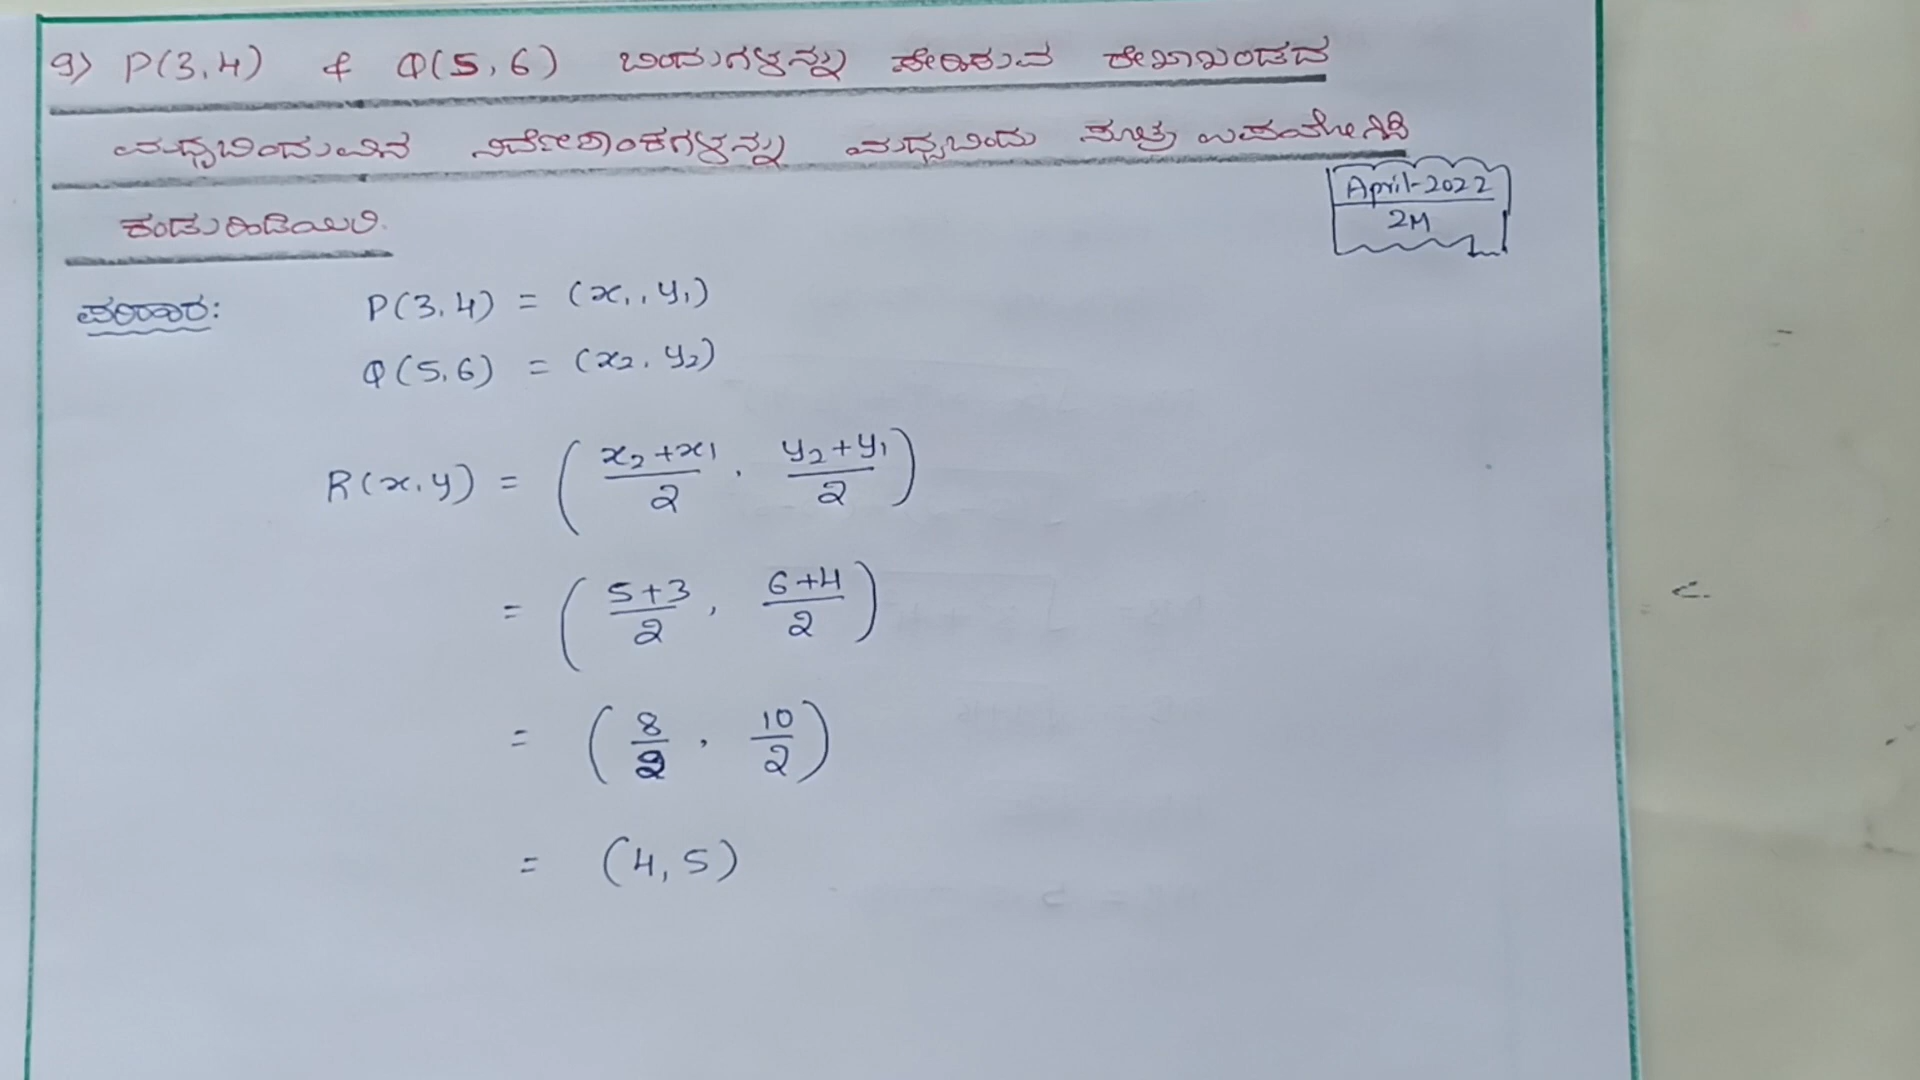 9) P(3,4) & Q(5,6) ಬಿಂದುಗಳನ್ನು ಸೇರಿಸುವ ರೇಖಾಖಂಡದ
ಮಧ್ಯಬಿಂದುವಿನ ನಿರ್ದೇಶಾಂಕಗಳನ್ನು ಮಧ್ಯಬಿಂದು ಸೂತ್ರ ಉಪಯೋಗಿಸಿ
ಕಂಡುಹಿಡಿಯಿರಿ.
April-2022
2M
ಪರಿಹಾರ: P(3,4) = (x₁, y₁)
Q(5,6) = (x₂, y₂)
R(x,y) = ( (x₂+x₁)/2 , (y₂+y₁)/2 )
= ( (5+3)/2 , (6+4)/2 )
= ( 8/2 , 10/2 )
= (4,5)